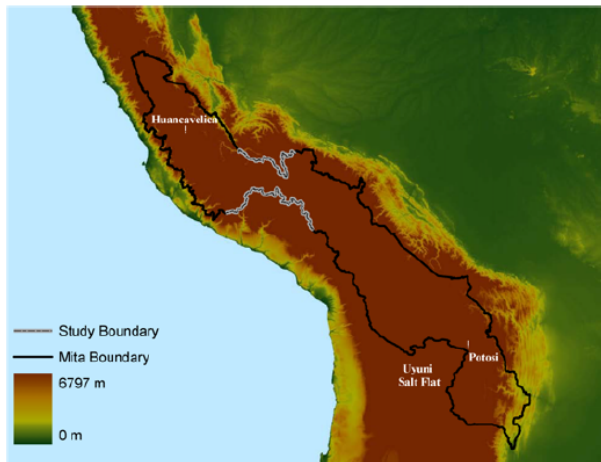 Huancavelica
Study Boundary
Mita Boundary
6797 m
0 m
Uyuni
Salt Flat
Potosi